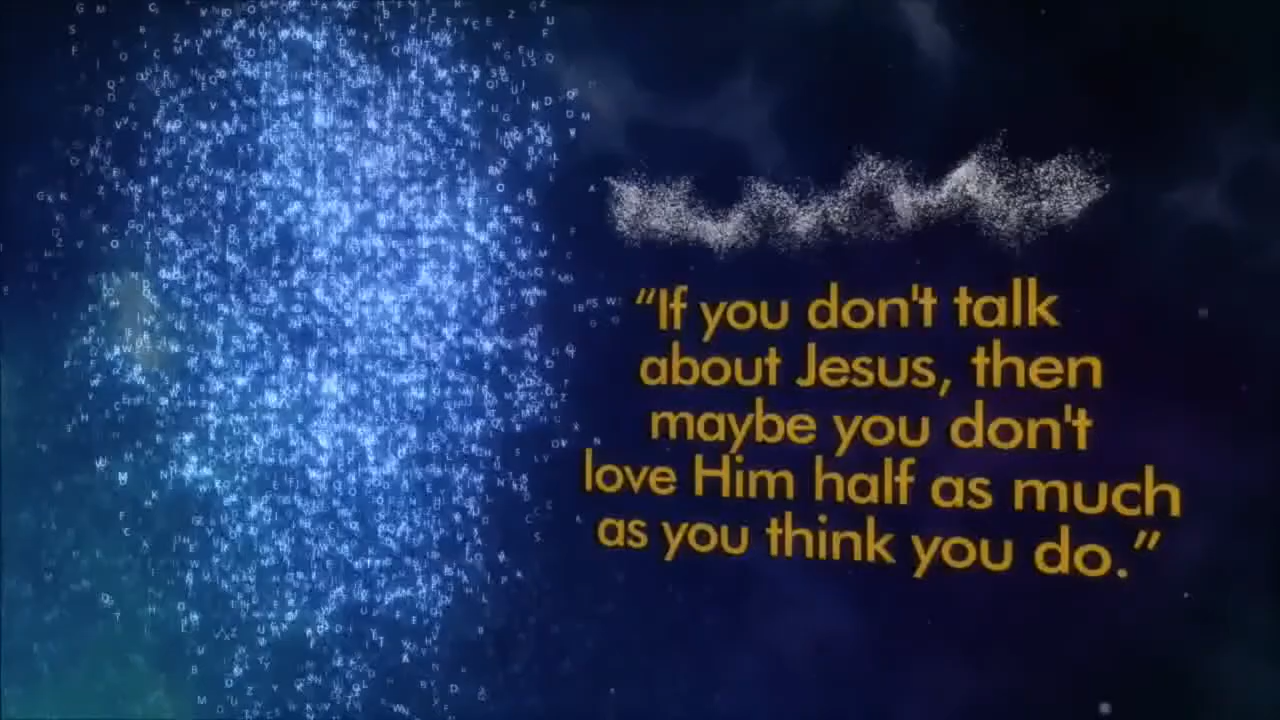 “If you don't talk
about Jesus, then
maybe you don't
love Him half as much
as you think you do.”